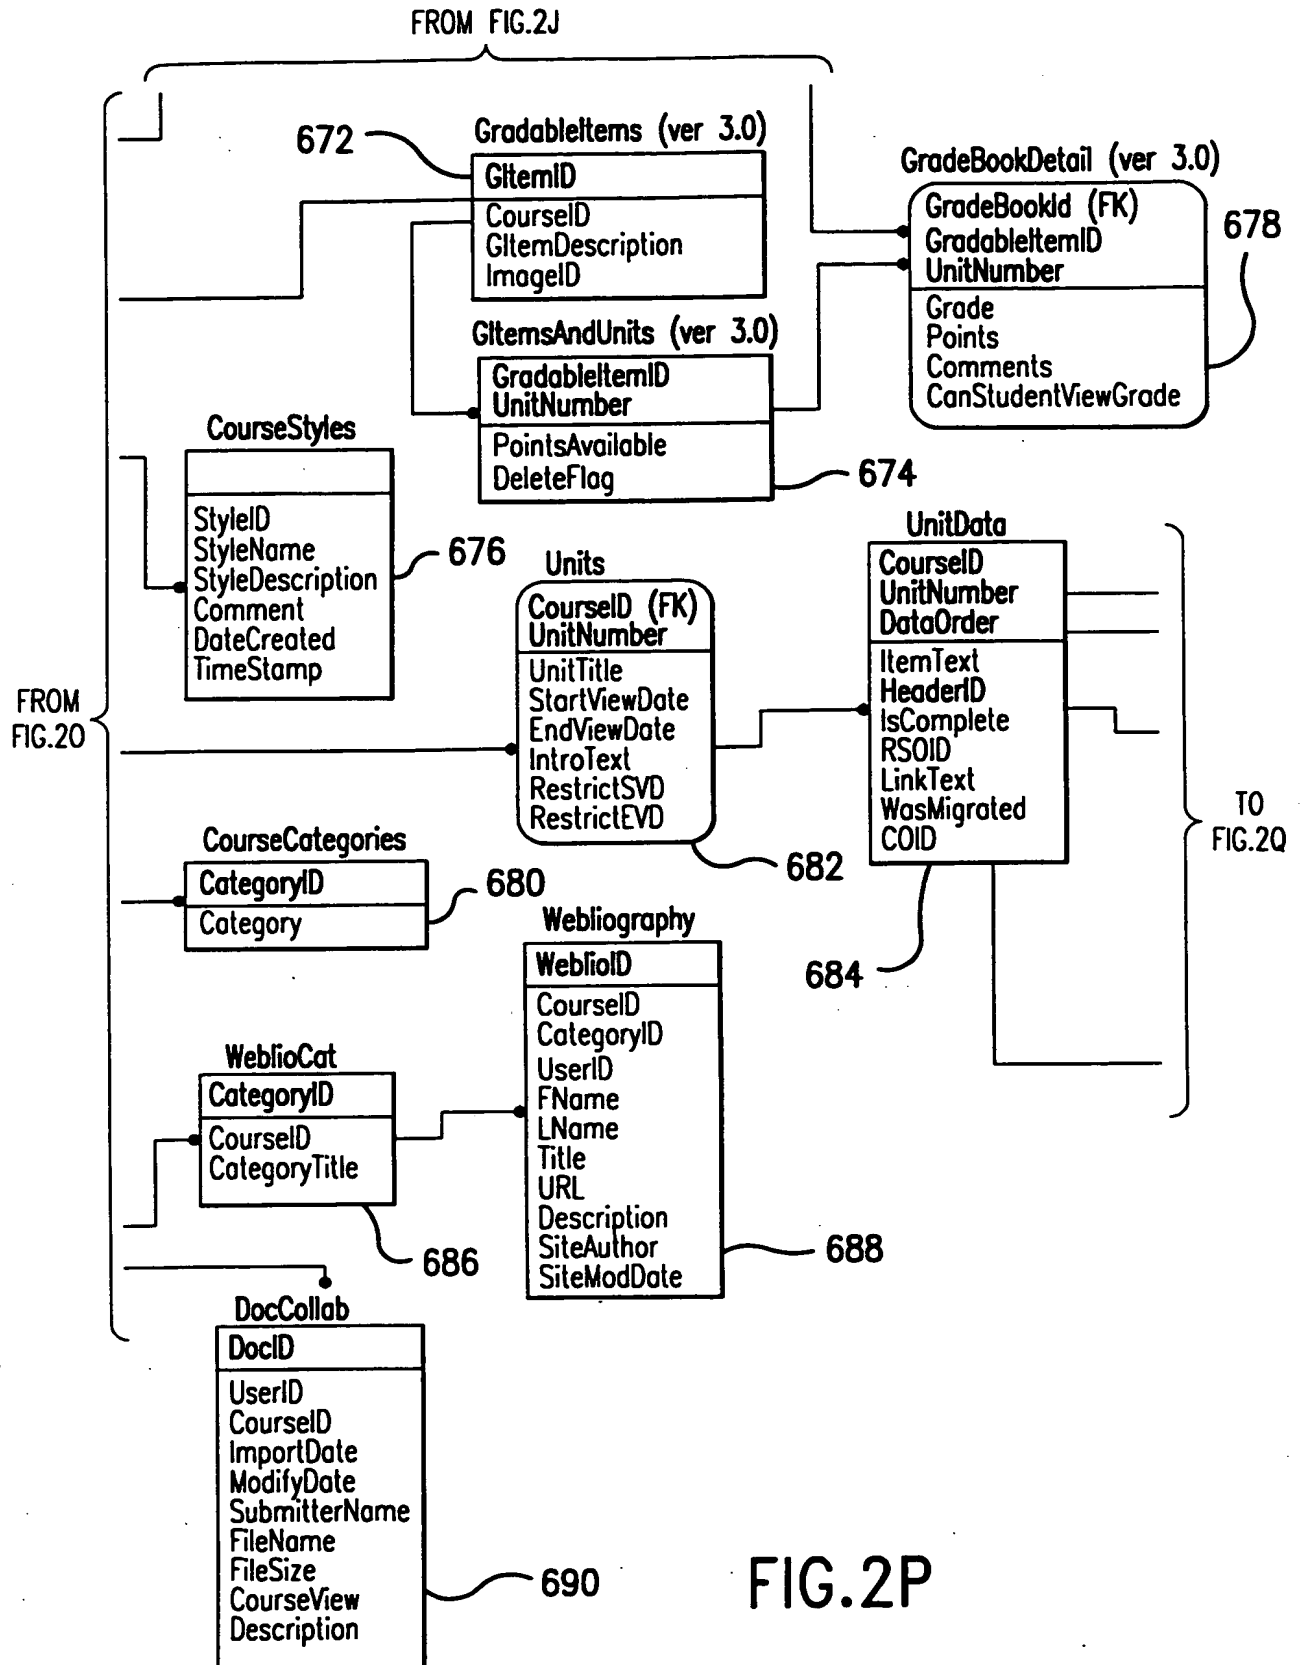 FROM FIG.2J
672
GradableItems (ver 3.0)
GItemID
CourseID
GItemDescription
ImageID
GradeBookDetail (ver 3.0)
GradeBookId (FK)
GradableItemID
UnitNumber
Grade
Points
Comments
CanStudentViewGrade
678
GItemsAndUnits (ver 3.0)
GradableItemID
UnitNumber
PointsAvailable
DeleteFlag
674
CourseStyles
StyleID
StyleName
StyleDescription
Comment
DateCreated
TimeStamp
676
Units
CourseID (FK)
UnitNumber
UnitTitle
StartViewDate
EndViewDate
IntroText
RestrictSVD
RestrictEVD
682
UnitData
CourseID
UnitNumber
DataOrder
ItemText
HeaderID
IsComplete
RSOID
LinkText
WasMigrated
COID
684
FROM
FIG.2O
TO
FIG.2Q
CourseCategories
CategoryID
Category
680
Webliography
WeblioID
CourseID
CategoryID
UserID
FName
LName
Title
URL
Description
SiteAuthor
SiteModDate
688
WeblioCat
CategoryID
CourseID
CategoryTitle
686
DocCollab
DocID
UserID
CourseID
ImportDate
ModifyDate
SubmitterName
FileName
FileSize
CourseView
Description
690
FIG.2P